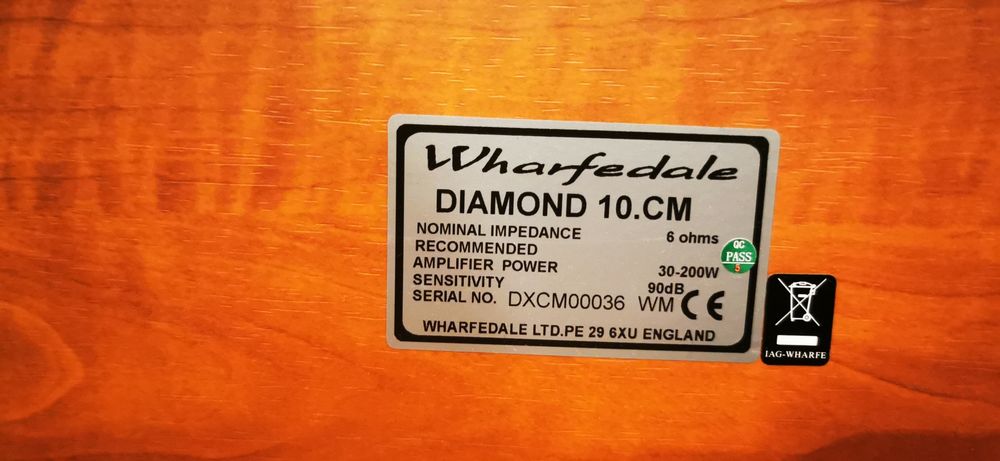 Wharfedale
DIAMOND 10.CM
NOMINAL IMPEDANCE 6 ohms
RECOMMENDED
AMPLIFIER POWER 30-200W
SENSITIVITY 90dB
SERIAL NO. DXCM00036 WM CE
WHARFEDALE LTD.PE 29 6XU ENGLAND
QC
PASS
5
IAG-WHARFE